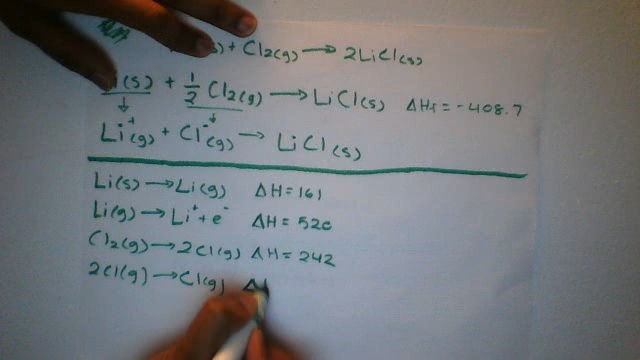 s) + Cl2(g) → 2LiCl(s)
i(s) + 1/2 Cl2(g) → LiCl(s) ΔHf = -408.7
Li+(g) + Cl-(g) → LiCl(s)
Li(s) → Li(g) ΔH = 161
Li(g) → Li+ + e- ΔH = 520
Cl2(g) → 2Cl(g) ΔH = 242
2Cl(g) → Cl(g) Δ